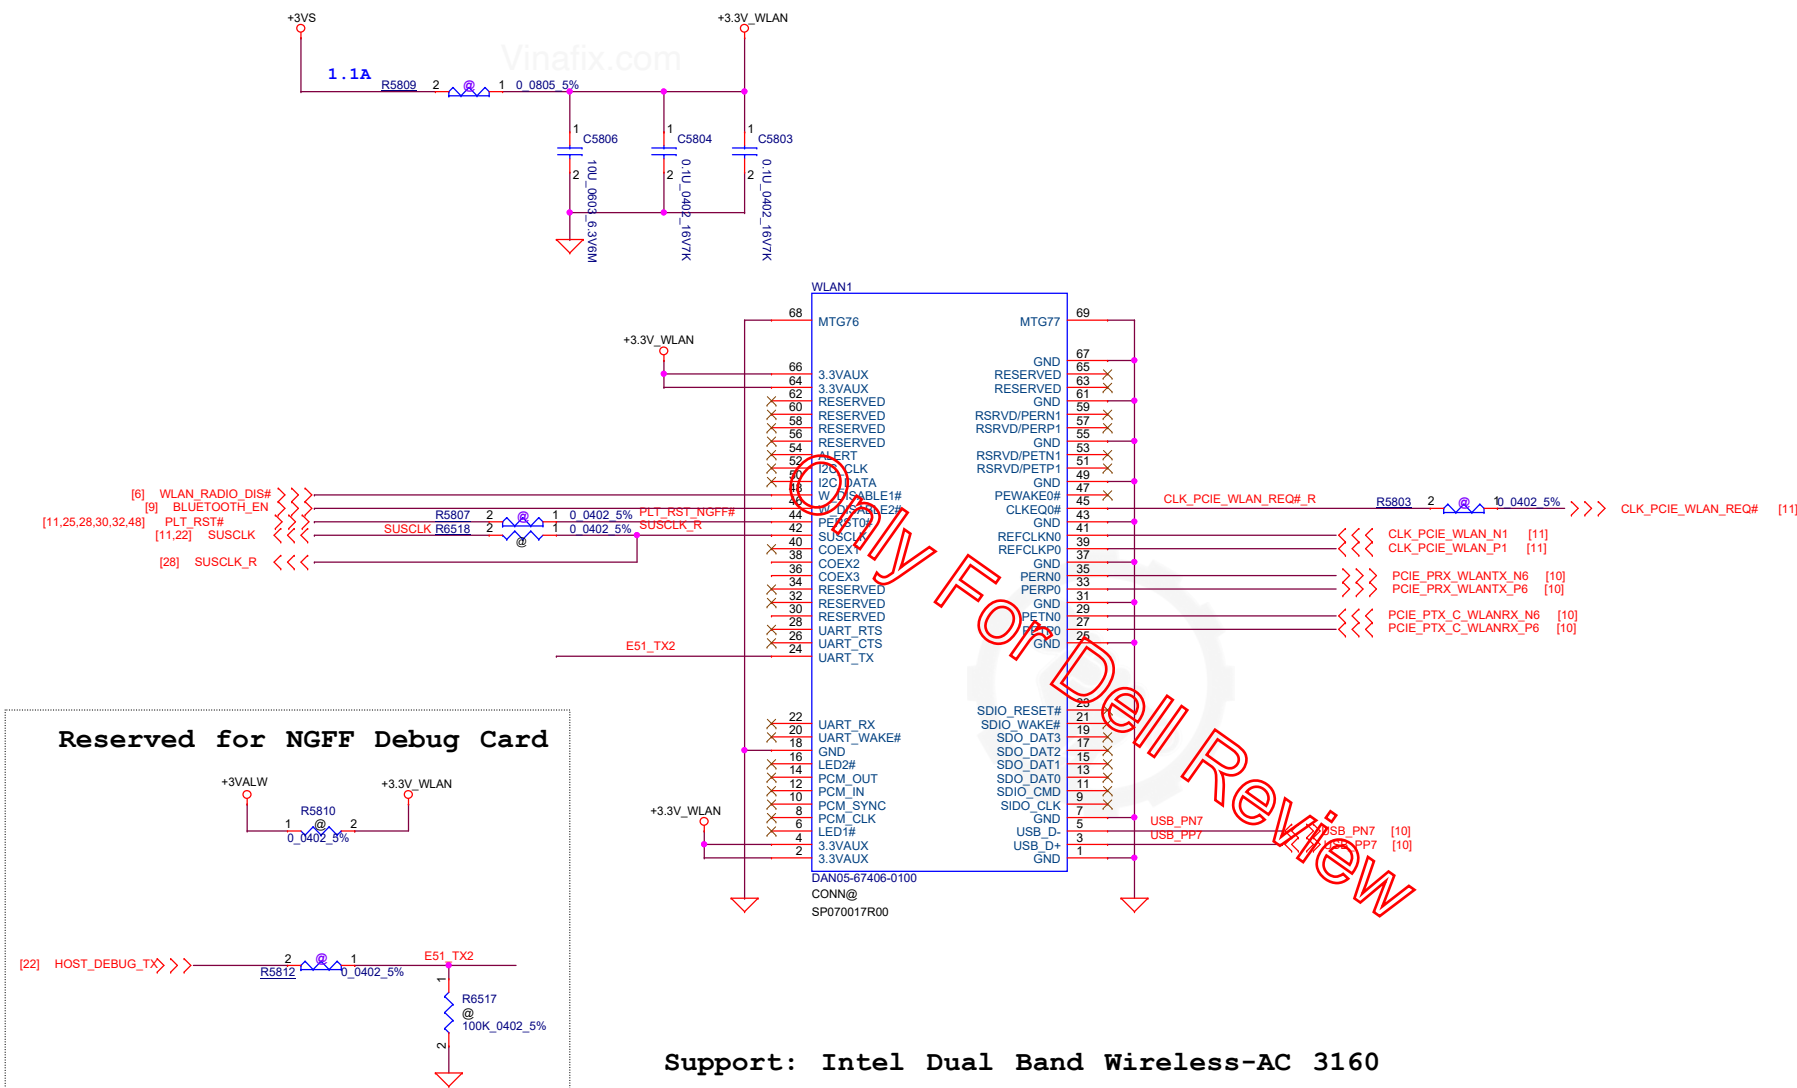 +3VS
+3.3V_WLAN
Vinafix.com
1.1A
R5809 2 @ 1 0_0805_5%
1 1 1
C5806 C5804 C5803
2 2 2
10U_0603_6.3V6M
0.1U_0402_16V7K
0.1U_0402_16V7K
WLAN1
68 MTG76 MTG77 69
+3.3V_WLAN
GND 67
66 3.3VAUX RESERVED 65
64 3.3VAUX RESERVED 63
62 RESERVED GND 61
60 RESERVED RSRVD/PERN1 59
58 RESERVED RSRVD/PERP1 57
56 RESERVED GND 55
54 ALERT RSRVD/PETN1 53
52 I2C_CLK RSRVD/PETP1 51
50 I2C_DATA GND 49
[6] WLAN_RADIO_DIS# 48 W_DISABLE1# PEWAKE0# 47
[9] BLUETOOTH_EN 46 W_DISABLE2# CLKEQ0# 45 CLK_PCIE_WLAN_REQ#_R R5803 2 @ 1 0_0402_5% CLK_PCIE_WLAN_REQ# [11]
[11,25,28,30,32,48] PLT_RST# R5807 2 @ 1 0_0402_5% PLT_RST_NGFF# 44 PERST0# GND 43
[11,22] SUSCLK SUSCLK R6518 2 @ 1 0_0402_5% SUSCLK_R 42 SUSCLK REFCLKN0 41 CLK_PCIE_WLAN_N1 [11]
40 COEX1 REFCLKP0 39 CLK_PCIE_WLAN_P1 [11]
[28] SUSCLK_R 38 COEX2 GND 37
36 COEX3 PERN0 35 PCIE_PRX_WLANTX_N6 [10]
34 RESERVED PERP0 33 PCIE_PRX_WLANTX_P6 [10]
32 RESERVED GND 31
30 RESERVED PETN0 29 PCIE_PTX_C_WLANRX_N6 [10]
28 UART_RTS PETP0 27 PCIE_PTX_C_WLANRX_P6 [10]
26 UART_CTS GND 25
E51_TX2 24 UART_TX
SDIO_RESET# 23
22 UART_RX SDIO_WAKE# 21
20 UART_WAKE# SDO_DAT3 19
18 GND SDO_DAT2 17
16 LED2# SDO_DAT1 15
14 PCM_OUT SDO_DAT0 13
12 PCM_IN SDIO_CMD 11
10 PCM_SYNC SIDO_CLK 9
+3.3V_WLAN
8 PCM_CLK GND 7
6 LED1# USB_D- 5 USB_PN7 USB_PN7 [10]
4 3.3VAUX USB_D+ 3 USB_PP7 USB_PP7 [10]
2 3.3VAUX GND 1
DAN05-67406-0100
CONN@
SP070017R00
Only For Dell Review
Reserved for NGFF Debug Card
+3VALW
+3.3V_WLAN
R5810
1 @ 2
0_0402_5%
[22] HOST_DEBUG_TX 2 @ 1 E51_TX2
R5812 0_0402_5%
1
R6517
@
100K_0402_5%
2
Support: Intel Dual Band Wireless-AC 3160